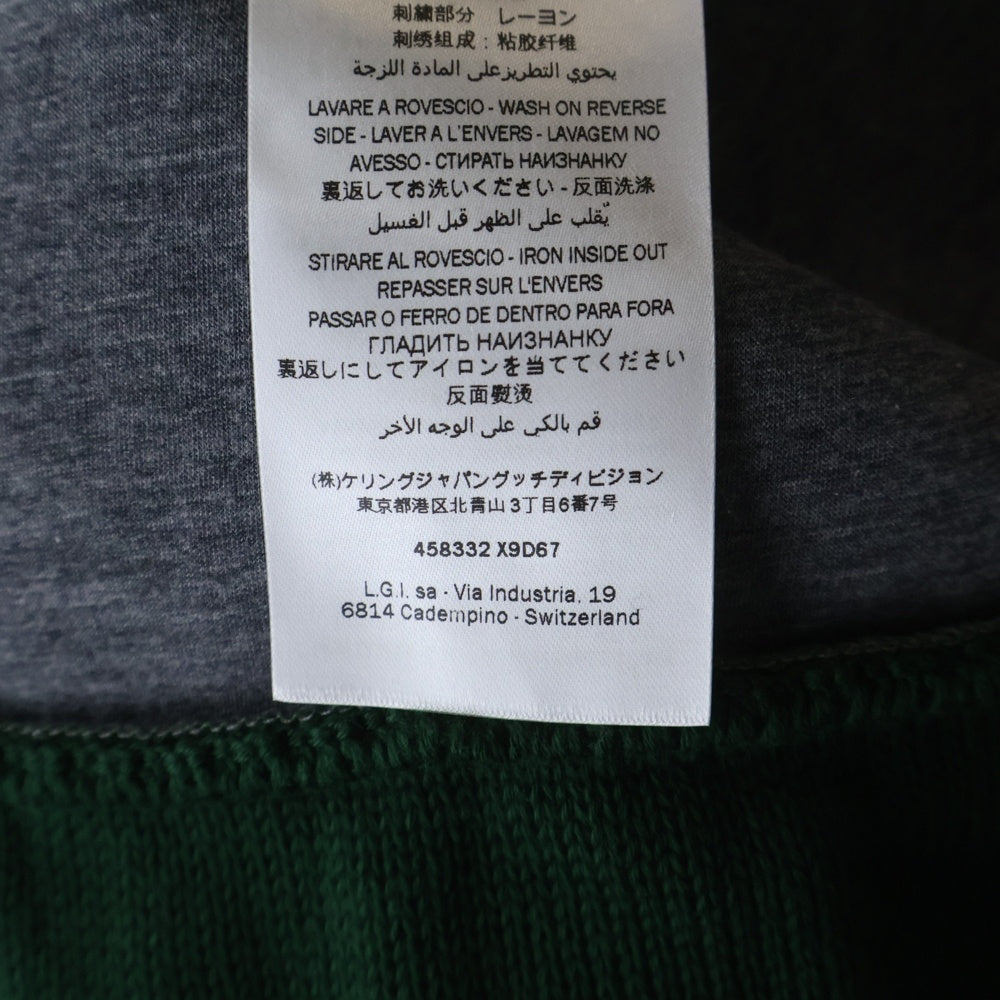 刺繍部分 レーヨン
刺绣组成：粘胶纤维
يحتوي التطريزعلى المادة اللزجة
LAVARE A ROVESCIO - WASH ON REVERSE
SIDE - LAVER A L'ENVERS - LAVAGEM NO
AVESSO - СТИРАТЬ НАИЗНАНКУ
裏返してお洗いください - 反面洗涤
يُقلب على الظهر قبل الغسيل
STIRARE AL ROVESCIO - IRON INSIDE OUT
REPASSER SUR L'ENVERS
PASSAR O FERRO DE DENTRO PARA FORA
ГЛАДИТЬ НАИЗНАНКУ
裏返しにしてアイロンを当ててください
反面熨烫
قم بالكي على الوجه الأخر
(株)ケリングジャパングッチディビジョン
東京都港区北青山3丁目6番7号
458332 X9D67
L.G.I. sa - Via Industria, 19
6814 Cadempino - Switzerland